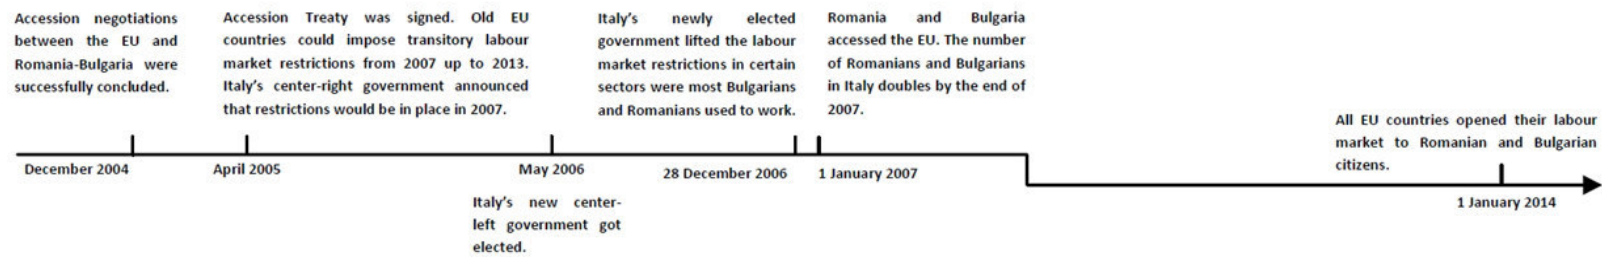 Accession negotiations
between the EU and
Romania-Bulgaria were
successfully concluded.
Accession Treaty was signed. Old EU
countries could impose transitory labour
market restrictions from 2007 up to 2013.
Italy's center-right government announced
that restrictions would be in place in 2007.
Italy's newly elected
government lifted the labour
market restrictions in certain
sectors were most Bulgarians
and Romanians used to work.
Romania and Bulgaria
accessed the EU. The number
of Romanians and Bulgarians
in Italy doubles by the end of
2007.
All EU countries opened their labour
market to Romanian and Bulgarian
citizens.
December 2004
April 2005
May 2006
28 December 2006
1 January 2007
1 January 2014
Italy's new center-
left government got
elected.